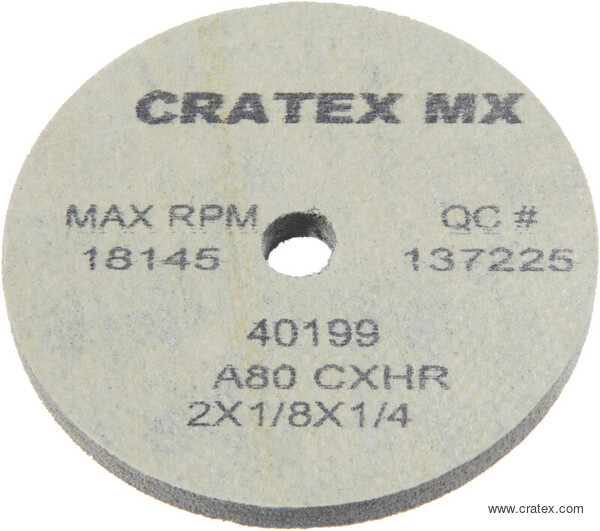 CRATEX MX
MAX RPM
18145
QC #
137225
40199
A80 CXHR
2X1/8X1/4
www.cratex.com